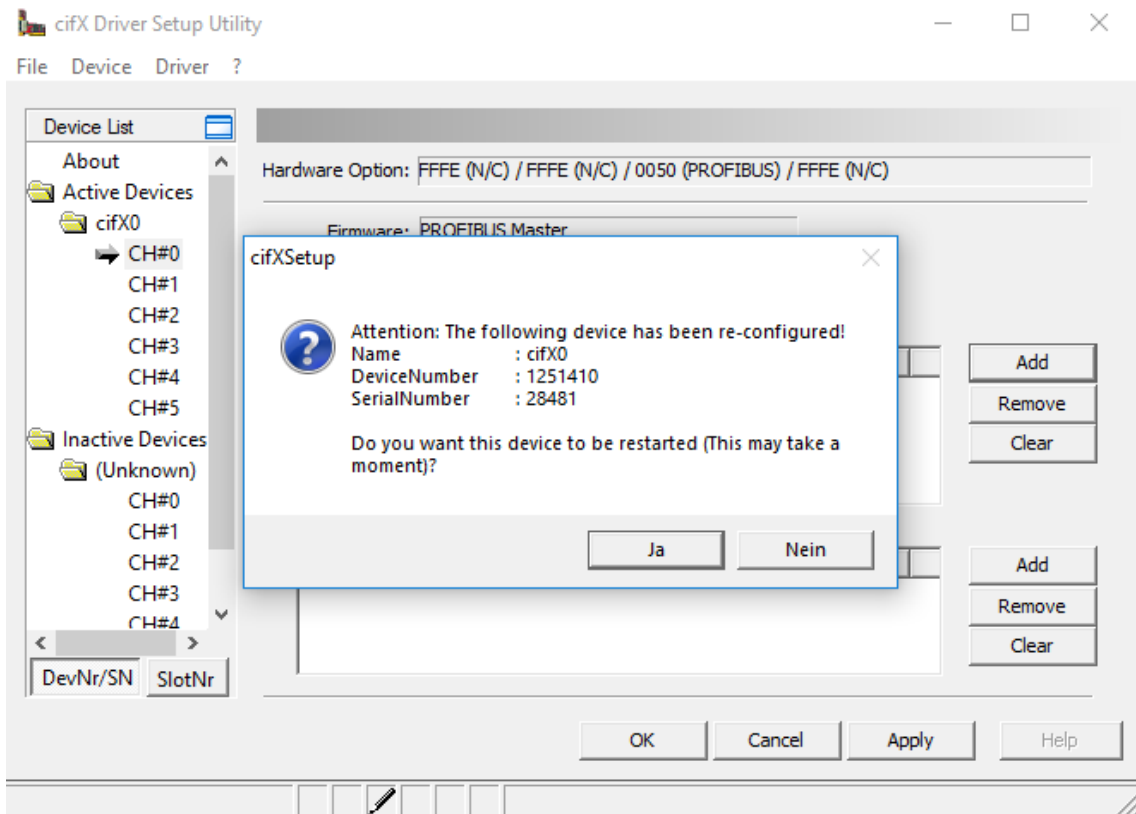 cifX Driver Setup Utility
File Device Driver ?
Device List
About
Active Devices
cifX0
CH#0
CH#1
CH#2
CH#3
CH#4
CH#5
Inactive Devices
(Unknown)
CH#0
CH#1
CH#2
CH#3
CH#4
DevNr/SN SlotNr
Hardware Option: FFFE (N/C) / FFFE (N/C) / 0050 (PROFIBUS) / FFFE (N/C)
Firmware: PROFIBUS Master
cifXSetup
Attention: The following device has been re-configured!
Name : cifX0
DeviceNumber : 1251410
SerialNumber : 28481
Do you want this device to be restarted (This may take a
moment)?
Ja Nein
Add
Remove
Clear
Add
Remove
Clear
OK Cancel Apply Help